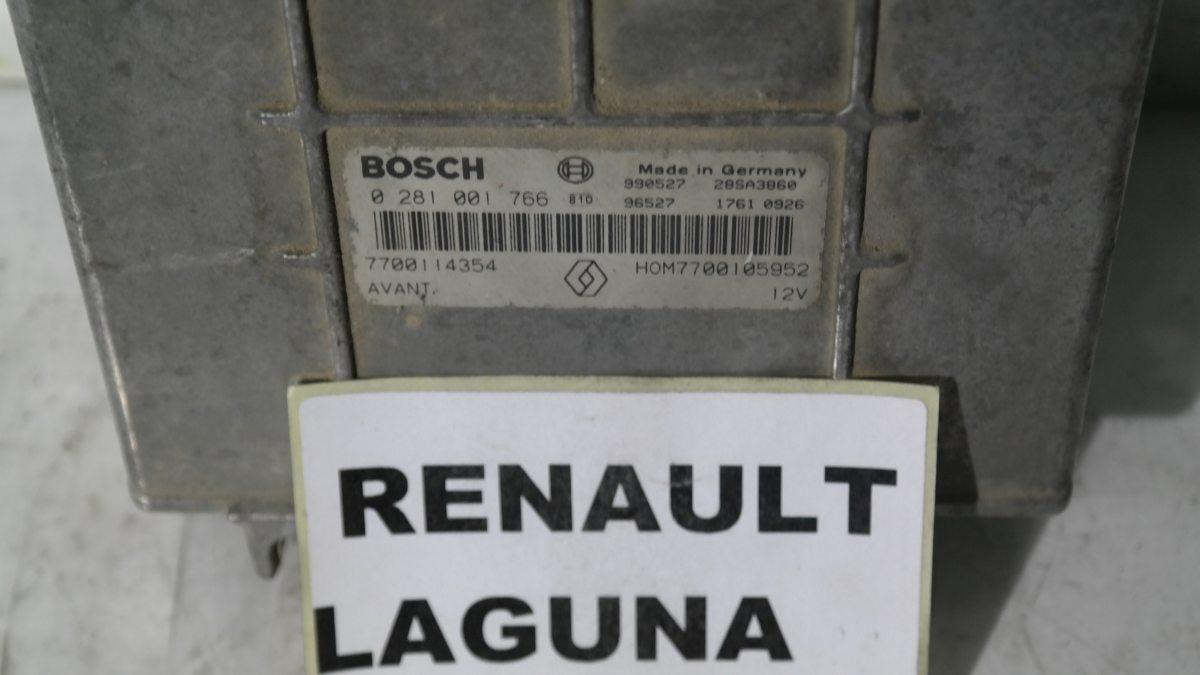 BOSCH Made in Germany
990527 28SA3860
0 281 001 766 810 96527 1761 0926
7700114354 HOM7700105952
AVANT. 12V
RENAULT
LAGUNA